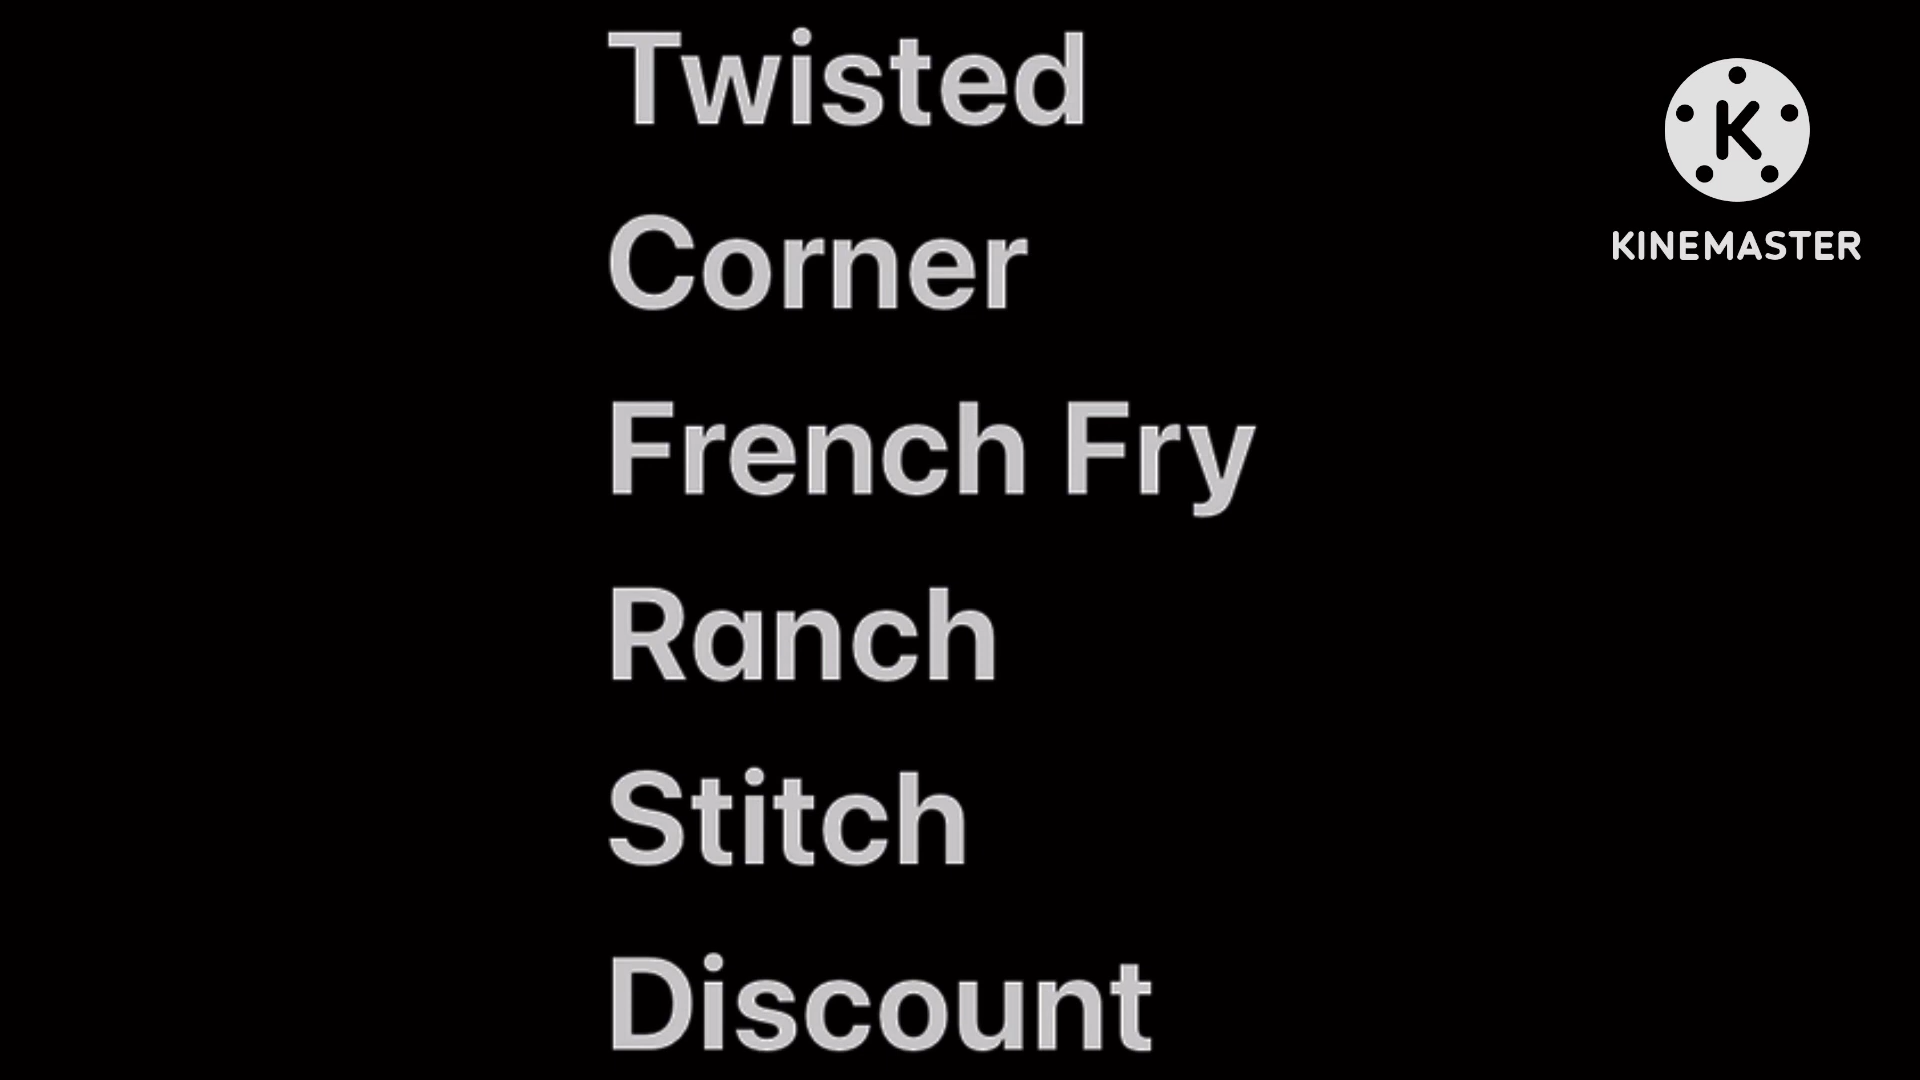 Twisted
Corner
French Fry
Ranch
Stitch
Discount
K
KINEMASTER